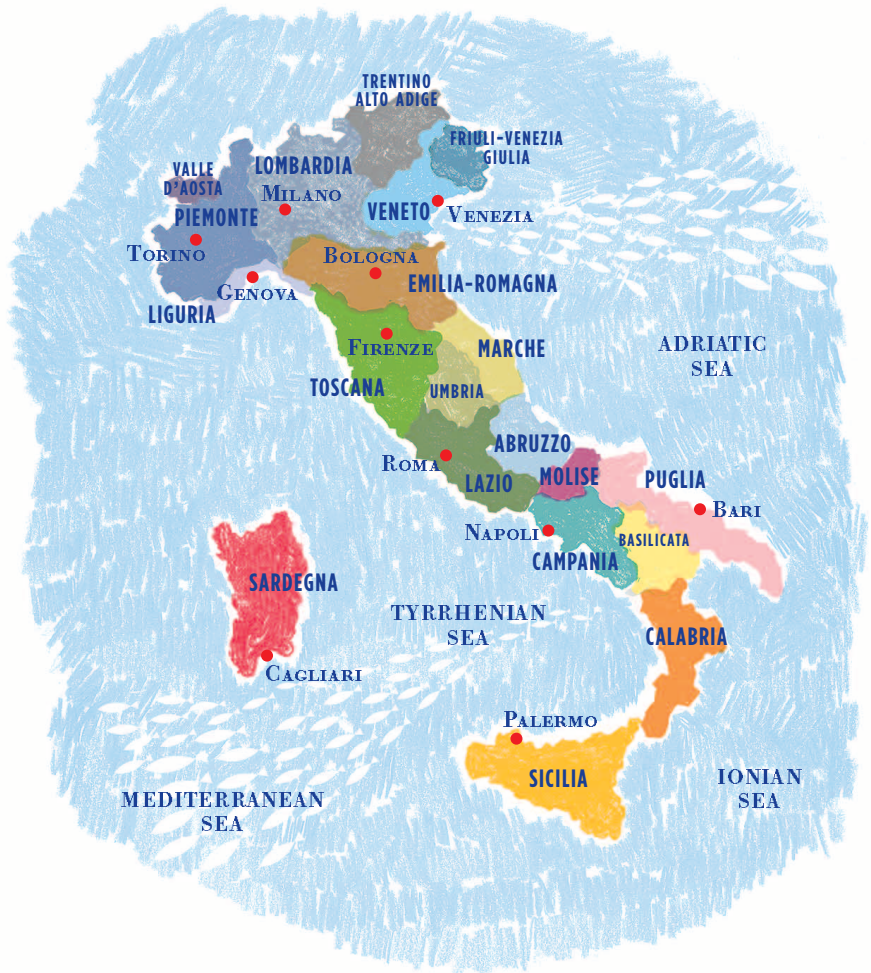 TRENTINO
ALTO ADIGE
FRIULI-VENEZIA
GIULIA
VALLE
D'AOSTA
LOMBARDIA
MILANO
PIEMONTE
VENETO
VENEZIA
TORINO
BOLOGNA
EMILIA-ROMAGNA
GENOVA
LIGURIA
FIRENZE
MARCHE
ADRIATIC
SEA
TOSCANA
UMBRIA
ABRUZZO
ROMA
LAZIO
MOLISE
PUGLIA
BARI
NAPOLI
BASILICATA
CAMPANIA
SARDEGNA
TYRRHENIAN
SEA
CALABRIA
CAGLIARI
PALERMO
SICILIA
IONIAN
SEA
MEDITERRANEAN
SEA